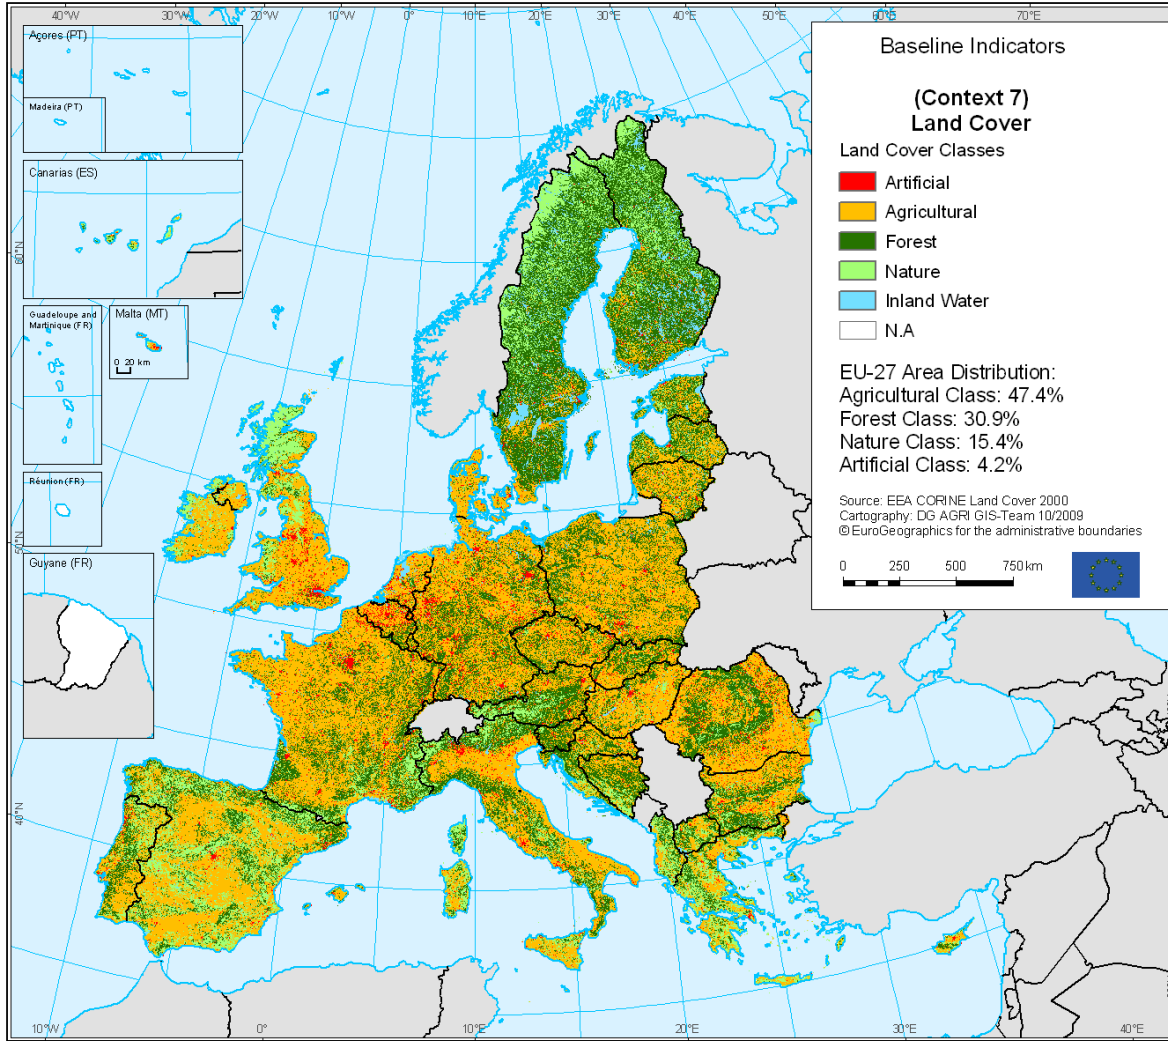 40°W
30°W
20°W
10°W
0°
10°E
20°E
30°E
40°E
50°E
60°E
70°E
Açores (PT)
Madeira (PT)
Canarias (ES)
Guadeloupe and
Martinique (FR)
Malta (MT)
0 20 km
Réunion (FR)
Guyane (FR)
60°N
50°N
40°N
Baseline Indicators
(Context 7)
Land Cover
Land Cover Classes
Artificial
Agricultural
Forest
Nature
Inland Water
N.A
EU-27 Area Distribution:
Agricultural Class: 47.4%
Forest Class: 30.9%
Nature Class: 15.4%
Artificial Class: 4.2%
Source: EEA CORINE Land Cover 2000
Cartography: DG AGRI GIS-Team 10/2009
© EuroGeographics for the administrative boundaries
0 250 500 750 km
10°W
0°
10°E
20°E
30°E
40°E